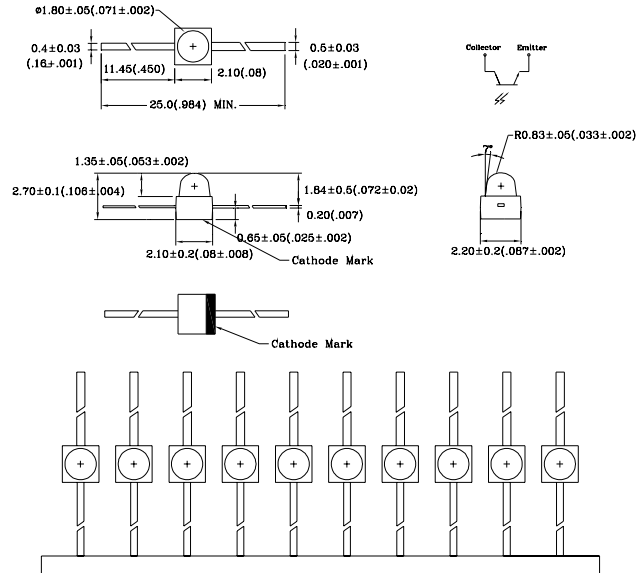 ø1.80±.05(.071±.002)
0.4±0.03
(.16±.001)
0.5±0.03
(.020±.001)
11.45(.450)
2.10(.08)
25.0(.984) MIN.
Collector
Emitter
7°
R0.83±.05(.033±.002)
1.35±.05(.053±.002)
2.70±0.1(.106±.004)
1.84±0.5(.072±0.02)
0.20(.007)
0.65±.05(.025±.002)
2.10±0.2(.08±.008)
2.20±0.2(.087±.002)
Cathode Mark
Cathode Mark